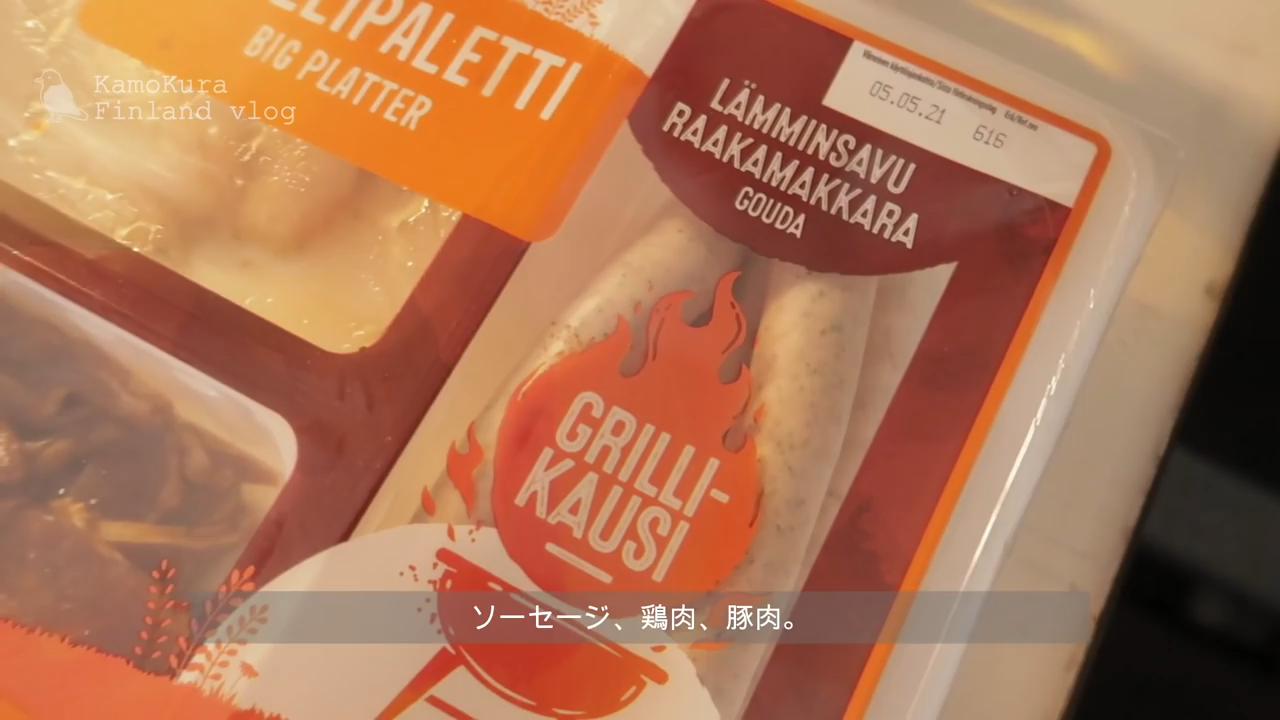 KamoKura
Finland vlog
LIPALETTI
BIG PLATTER
05.05.21 616
LÄMMINSAVU
RAAKAMAKKARA
GOUDA
GRILLI-
KAUSI
ソーセージ、鶏肉、豚肉。